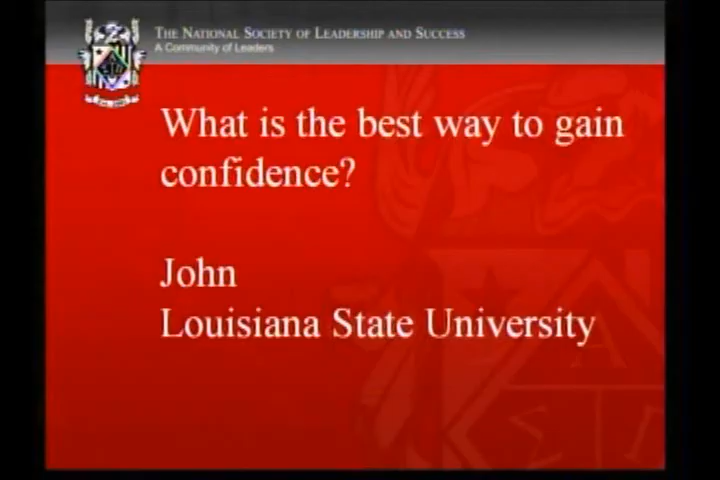 THE NATIONAL SOCIETY OF LEADERSHIP AND SUCCESS
A Community of Leaders
What is the best way to gain
confidence?
John
Louisiana State University
Σ Α Π